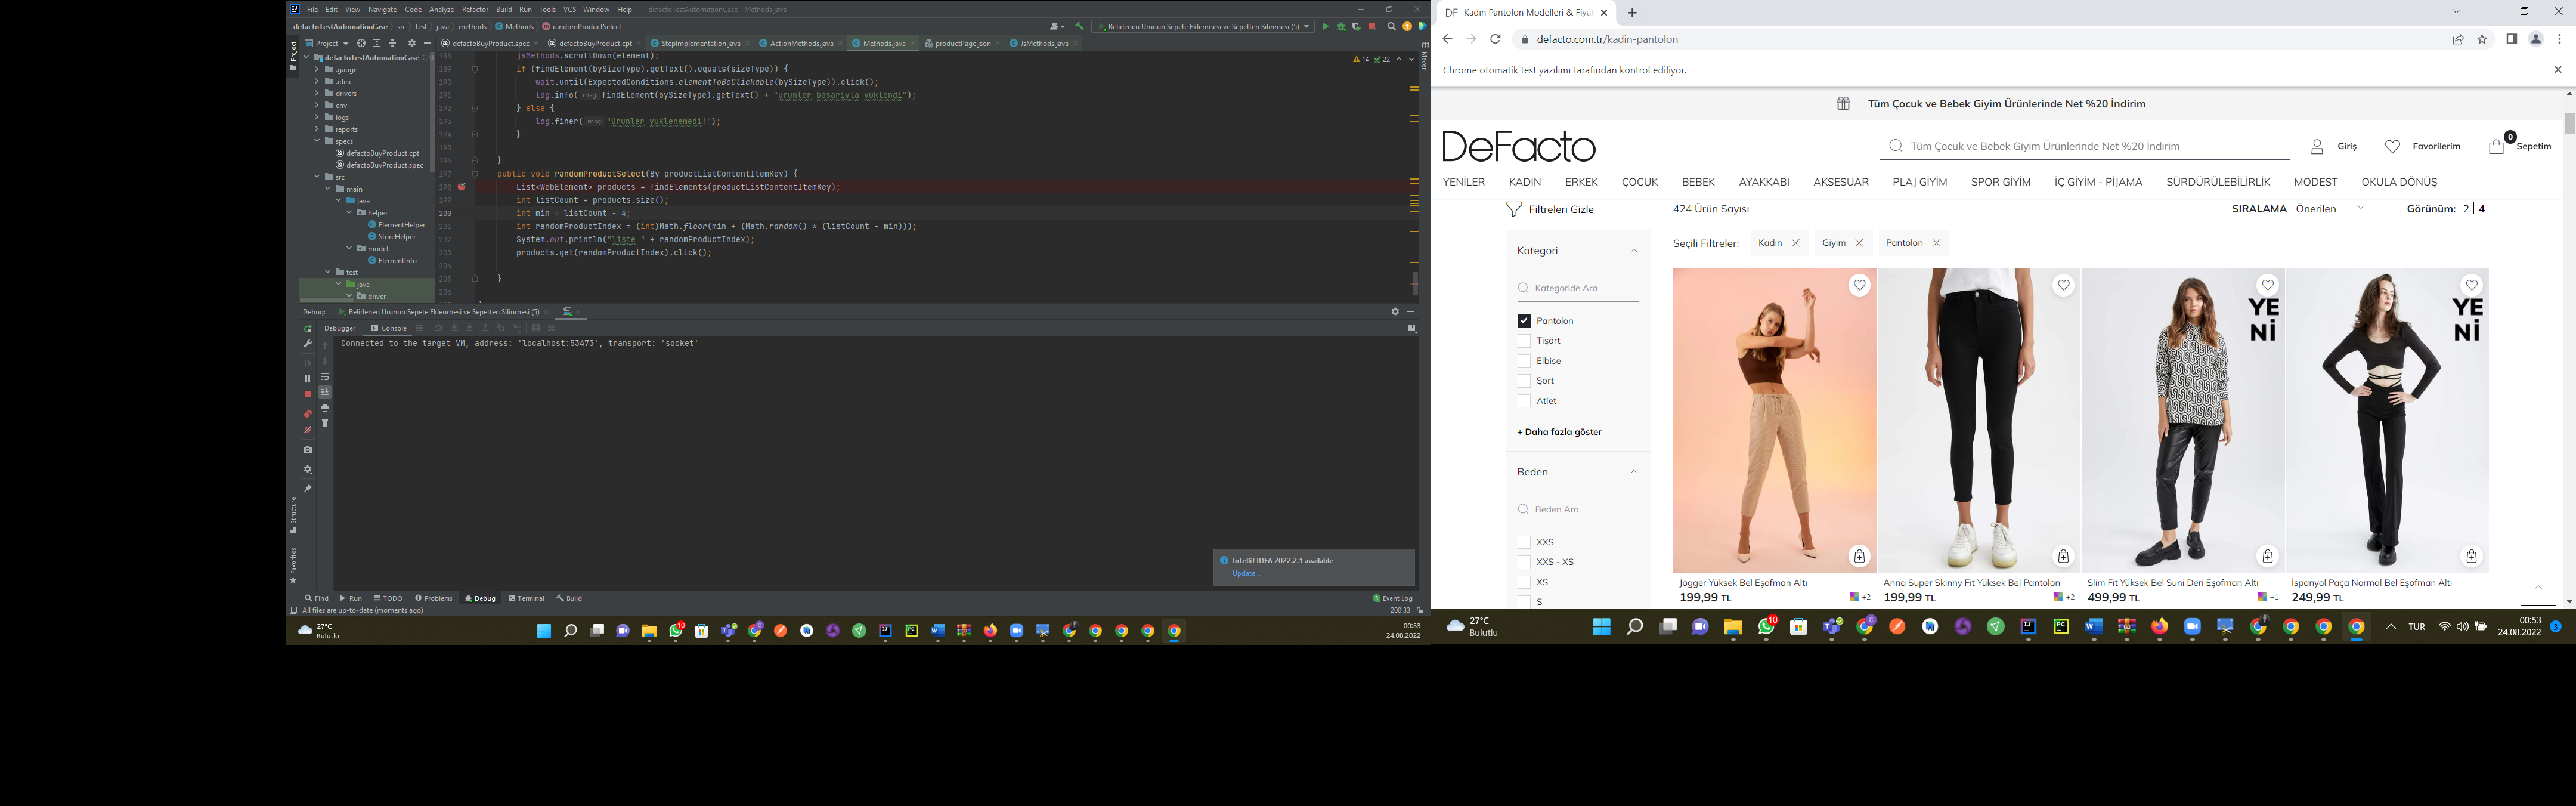 File Edit View Navigate Code Analyze Refactor Build Run Tools VCS Window Help defactoTestAutomationCase - Methods.java
defactoTestAutomationCase src test java methods Methods randomProductSelect
Belirlenen Urunun Sepete Eklenmesi ve Sepetten Silinmesi (5)
Project
defactoBuyProduct.spec defactoBuyProduct.cpt StepImplementation.java ActionMethods.java Methods.java productPage.json JsMethods.java
Maven
14 22
defactoTestAutomationCase
.gauge
.idea
drivers
env
logs
reports
specs
defactoBuyProduct.cpt
defactoBuyProduct.spec
src
main
java
helper
ElementHelper
StoreHelper
model
ElementInfo
test
java
driver
188 jsMethods.scrollDown(element);
189 if (findElement(bySizeType).getText().equals(sizeType)) {
190 wait.until(ExpectedConditions.elementToBeClickable(bySizeType)).click();
191 log.info( msg: findElement(bySizeType).getText() + "urunler basariyla yuklendi");
192 } else {
193 log.finer( msg: "Urunler yuklenemedi!");
194 }
195
196 }
197 public void randomProductSelect(By productListContentItemKey) {
198 List<WebElement> products = findElements(productListContentItemKey);
199 int listCount = products.size();
200 int min = listCount - 4;
201 int randomProductIndex = (int)Math.floor(min + (Math.random() * (listCount - min)));
202 System.out.println("liste " + randomProductIndex);
203 products.get(randomProductIndex).click();
204
205 }
206
Debug: Belirlenen Urunun Sepete Eklenmesi ve Sepetten Silinmesi (5)
Debugger Console
Connected to the target VM, address: 'localhost:53473', transport: 'socket'
Structure
Favorites
IntelliJ IDEA 2022.2.1 available
Update...
Find Run TODO Problems Debug Terminal Build
3 Event Log
All files are up-to-date (moments ago)
200:33
27°C
Bulutlu
10
00:53
24.08.2022
DF Kadın Pantolon Modelleri & Fiya
defacto.com.tr/kadin-pantolon
Chrome otomatik test yazılımı tarafından kontrol ediliyor.
Tüm Çocuk ve Bebek Giyim Ürünlerinde Net %20 İndirim
DeFacto
Tüm Çocuk ve Bebek Giyim Ürünlerinde Net %20 İndirim
Giriş
Favorilerim
0
Sepetim
YENİLER KADIN ERKEK ÇOCUK BEBEK AYAKKABI AKSESUAR PLAJ GİYİM SPOR GİYİM İÇ GİYİM - PİJAMA SÜRDÜRÜLEBİLİRLİK MODEST OKULA DÖNÜŞ
Filtreleri Gizle
424 Ürün Sayısı
SIRALAMA Önerilen
Görünüm: 2 | 4
Seçili Filtreler: Kadın Giyim Pantolon
Kategori
Kategoride Ara
Pantolon
Tişört
Elbise
Şort
Atlet
+ Daha fazla göster
Beden
Beden Ara
XXS
XXS - XS
XS
S
YE
Nİ
YE
Nİ
Jogger Yüksek Bel Eşofman Altı
199,99 TL
+2
Anna Super Skinny Fit Yüksek Bel Pantolon
199,99 TL
+2
Slim Fit Yüksek Bel Suni Deri Eşofman Altı
499,99 TL
+1
İspanyol Paça Normal Bel Eşofman Altı
249,99 TL
27°C
Bulutlu
10
TUR
00:53
24.08.2022
3